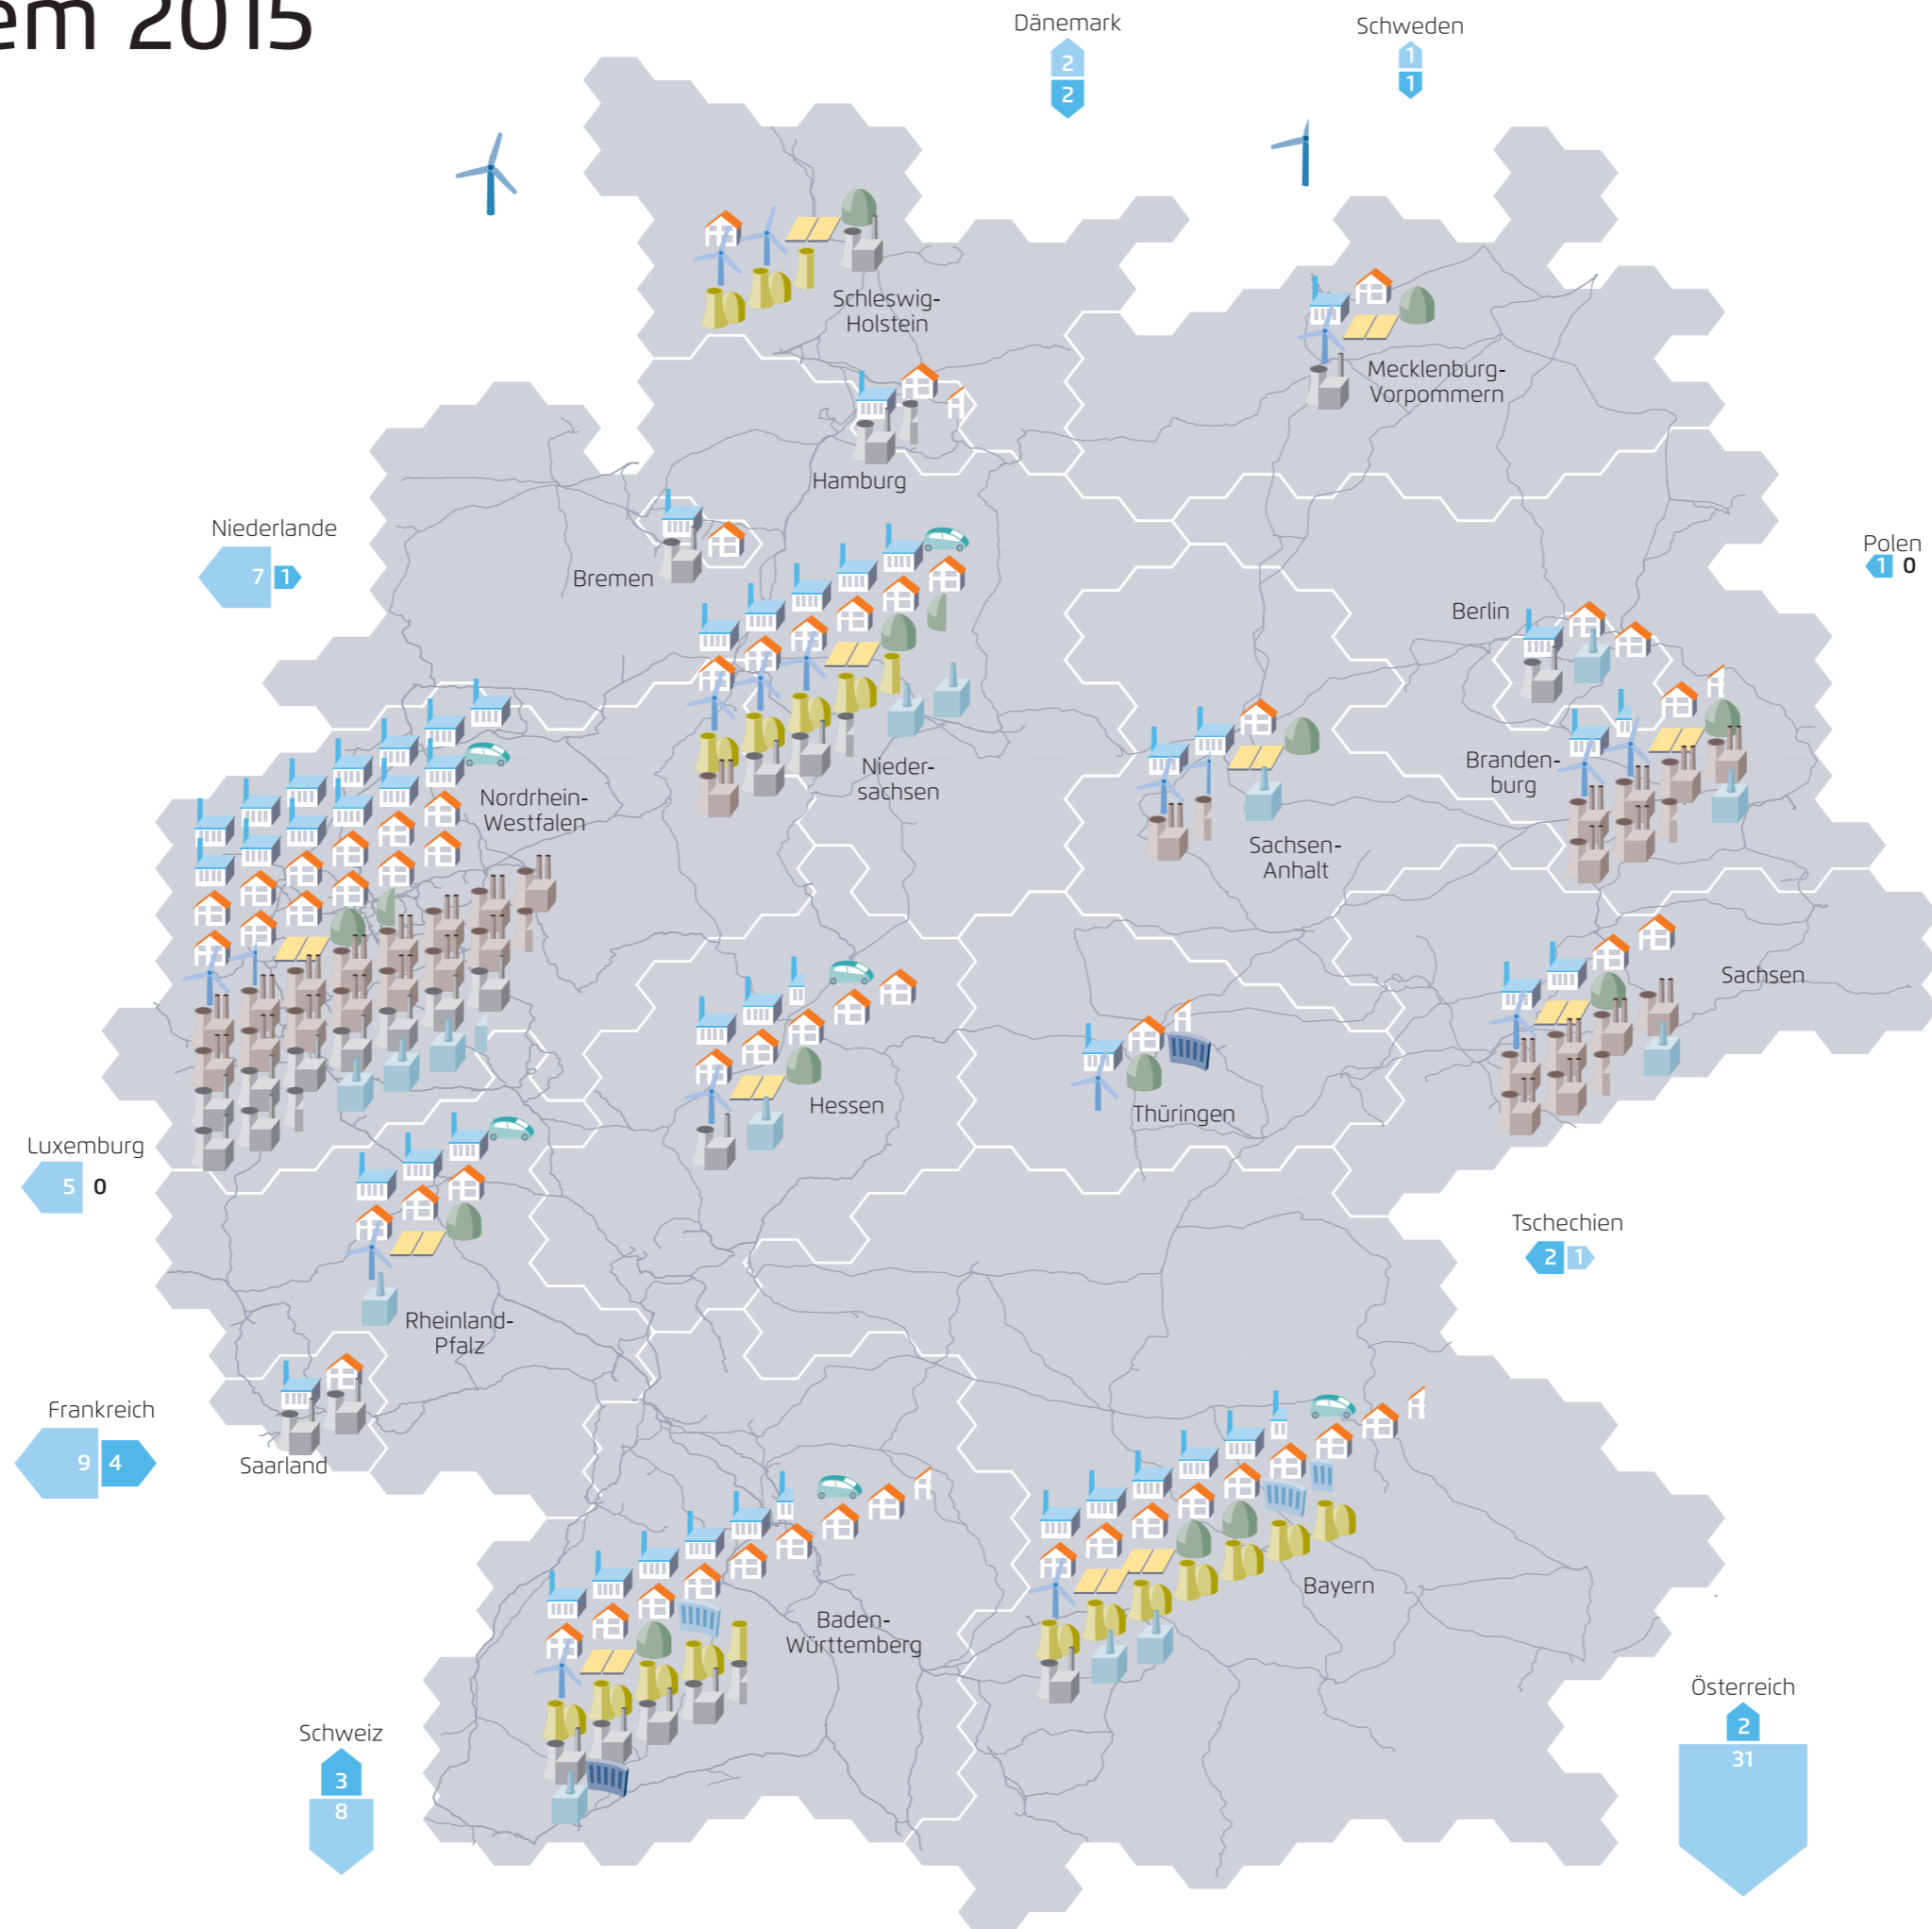 em 2015
Dänemark
2
2
Schweden
1
1
Schleswig-
Holstein
Mecklenburg-
Vorpommern
Hamburg
Niederlande
7 1
Bremen
Polen
1 0
Berlin
Nieder-
sachsen
Branden-
burg
Nordrhein-
Westfalen
Sachsen-
Anhalt
Sachsen
Hessen
Thüringen
Luxemburg
5 0
Tschechien
2 1
Rheinland-
Pfalz
Frankreich
9 4
Saarland
Bayern
Baden-
Württemberg
Österreich
2
31
Schweiz
3
8